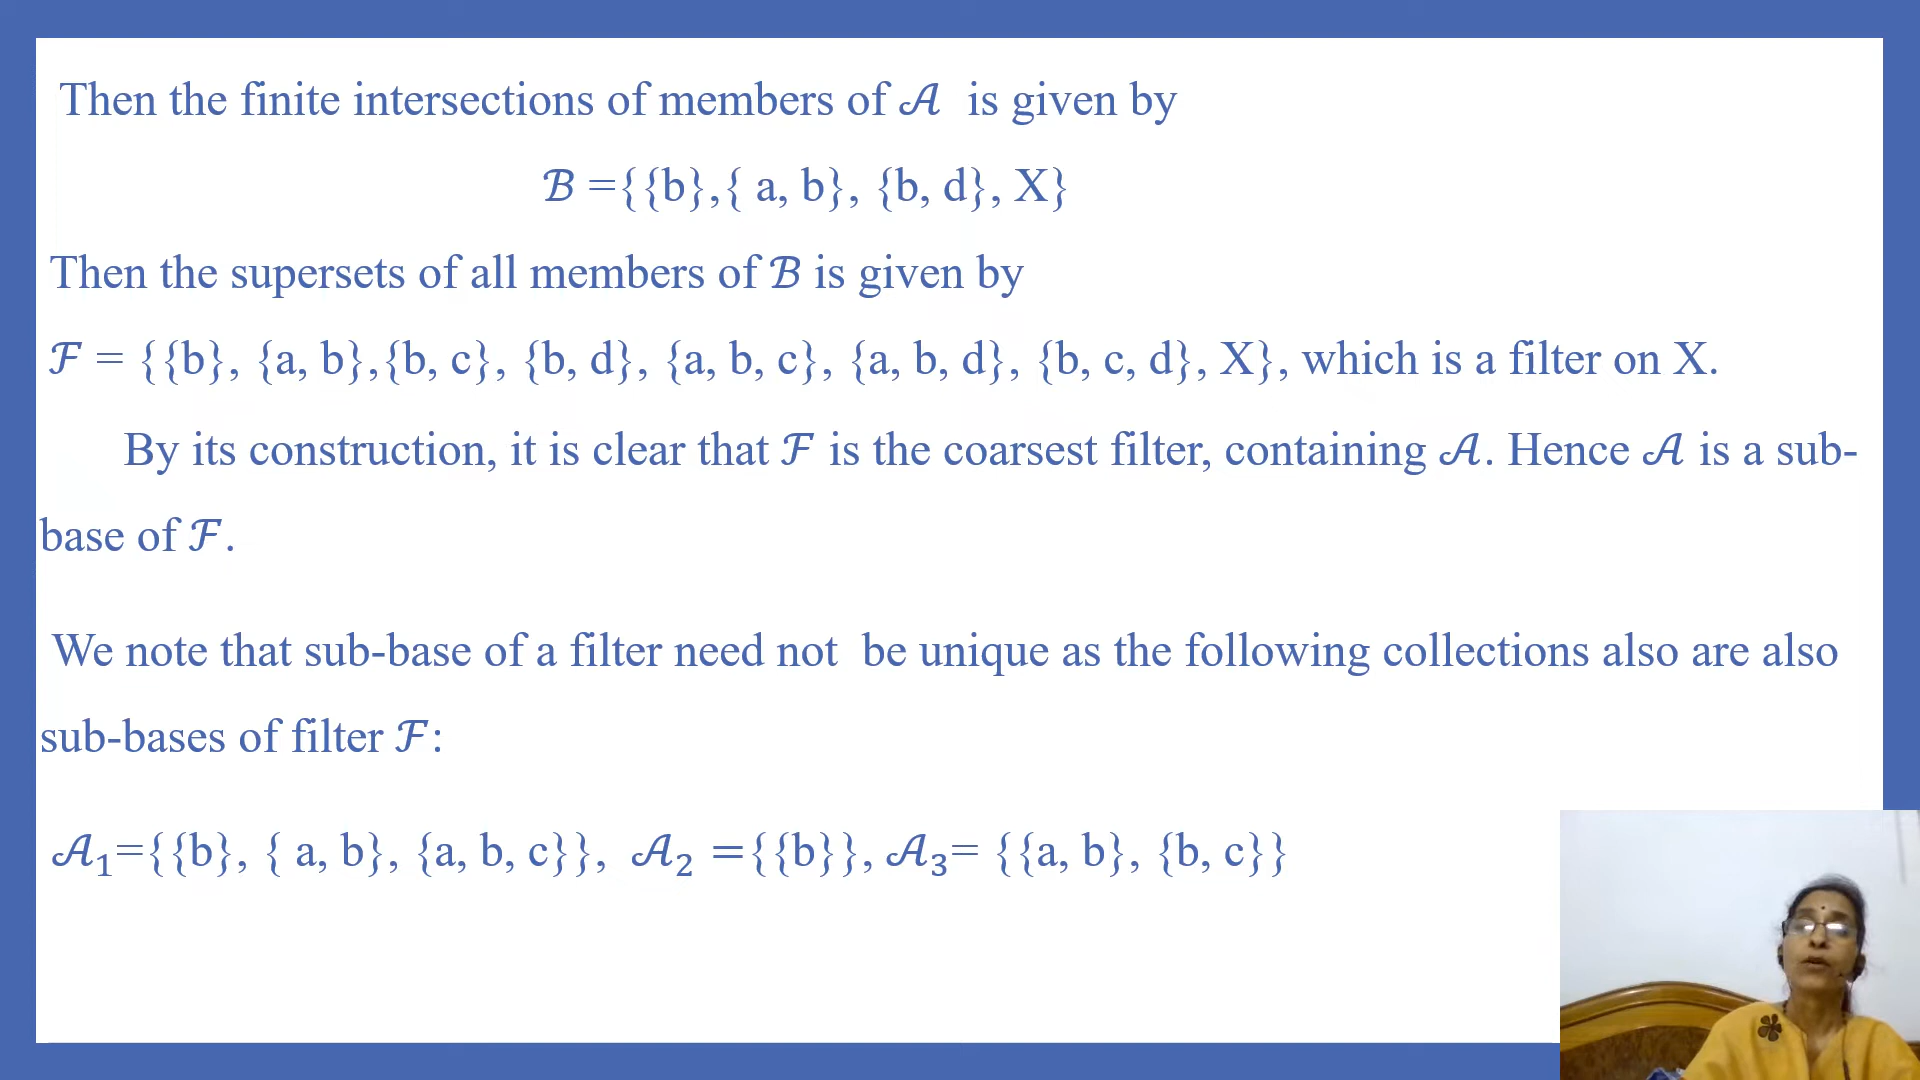 Then the finite intersections of members of 𝒜 is given by
ℬ ={{b},{ a, b}, {b, d}, X}
Then the supersets of all members of ℬ is given by
ℱ = {{b}, {a, b},{b, c}, {b, d}, {a, b, c}, {a, b, d}, {b, c, d}, X}, which is a filter on X.
By its construction, it is clear that ℱ is the coarsest filter, containing 𝒜. Hence 𝒜 is a sub-
base of ℱ.
We note that sub-base of a filter need not be unique as the following collections also are also
sub-bases of filter ℱ:
𝒜₁={{b}, { a, b}, {a, b, c}}, 𝒜₂ ={{b}}, 𝒜₃= {{a, b}, {b, c}}